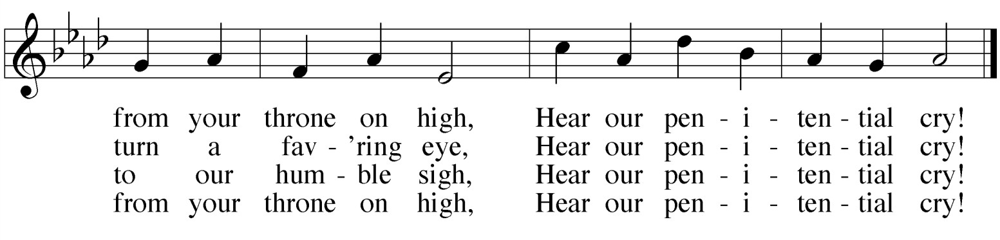 from your throne on high, Hear our pen - i - ten - tial cry!
turn a fav - ’ring eye, Hear our pen - i - ten - tial cry!
to our hum - ble sigh, Hear our pen - i - ten - tial cry!
from your throne on high, Hear our pen - i - ten - tial cry!